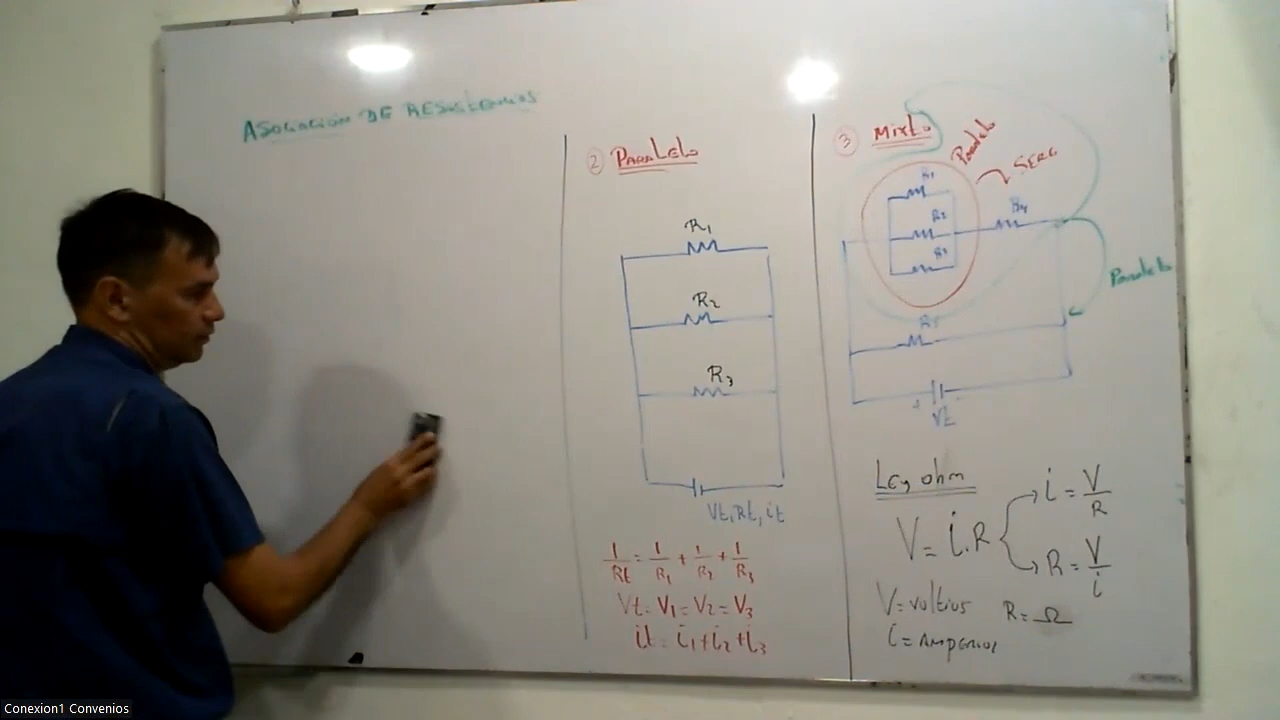 ASOCIACION DE RESISTENCIAS
② PARALELO
R1
R2
R3
Vt, Rt, it
1/Rt = 1/R1 + 1/R2 + 1/R3
Vt = V1 = V2 = V3
it = i1 + i2 + i3
③ Mixto
Paralelo
R1
R2
R3
R4
Paralelo
R5
+
Vt
Ley ohm
V = i.R
i = V/R
R = V/i
V = voltios
R = Ω
i = Amperios
Conexion1 Convenios